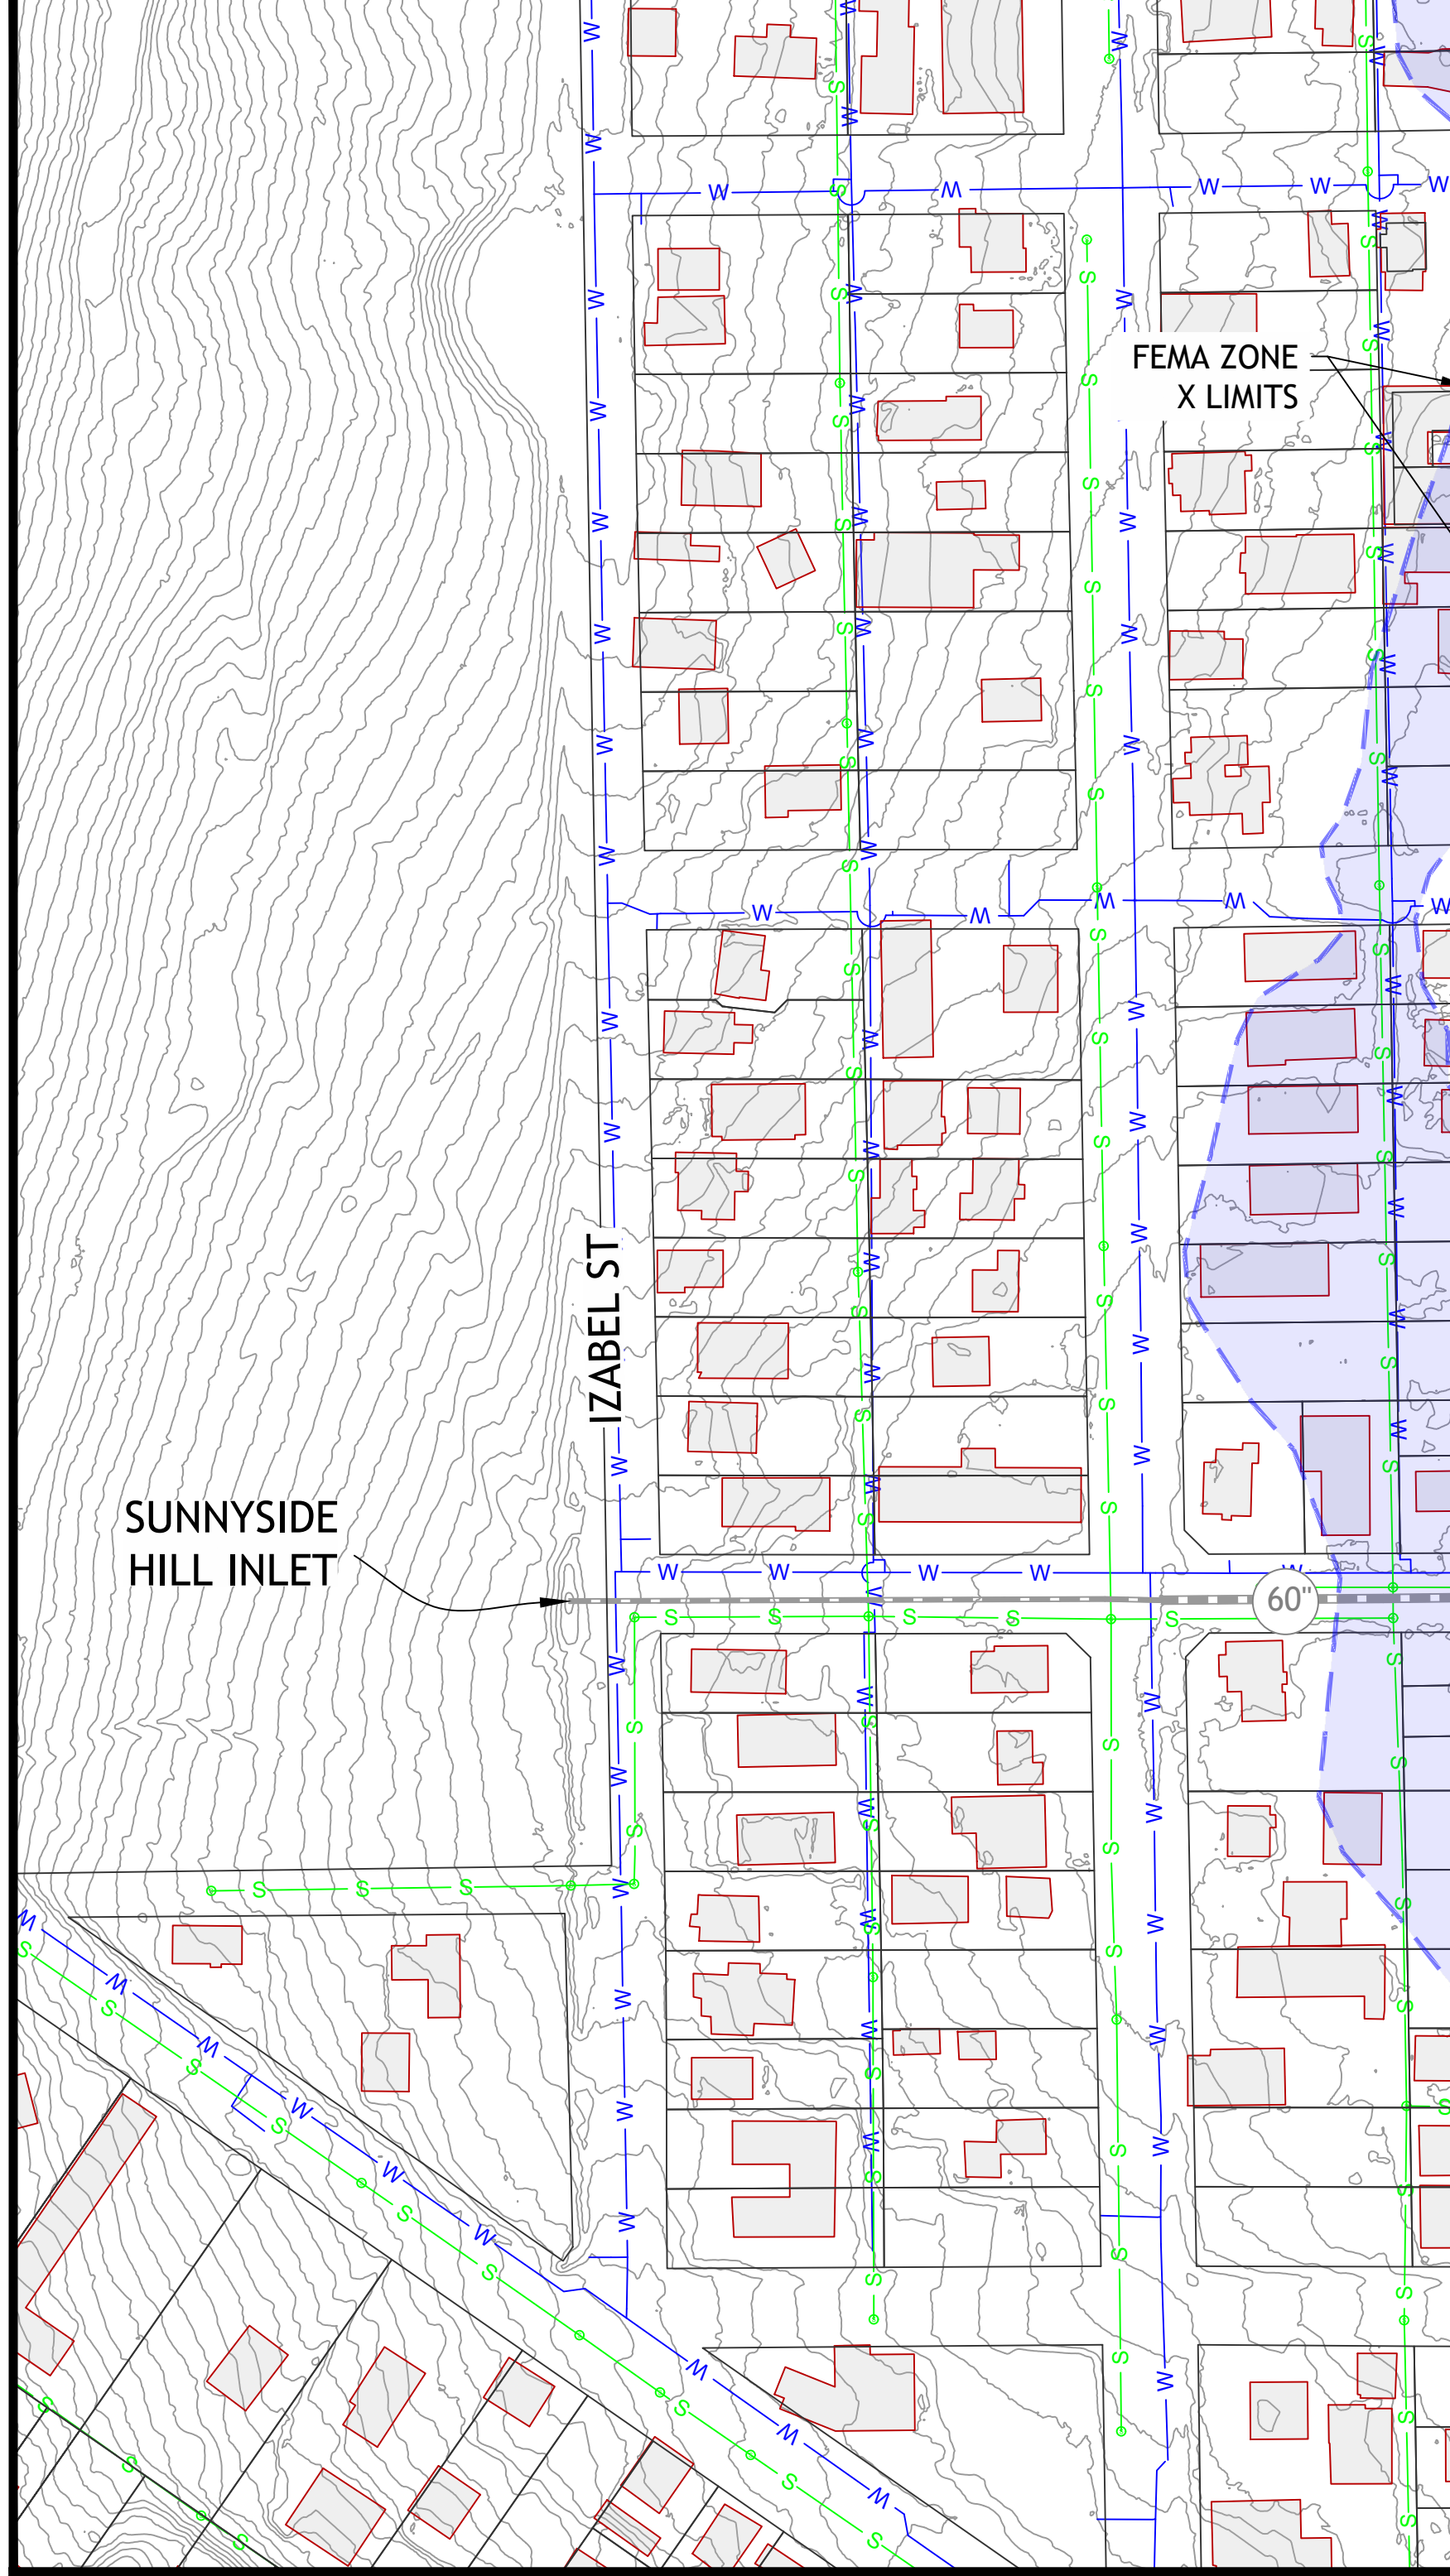 FEMA ZONE
X LIMITS
IZABEL ST
SUNNYSIDE
HILL INLET
60"